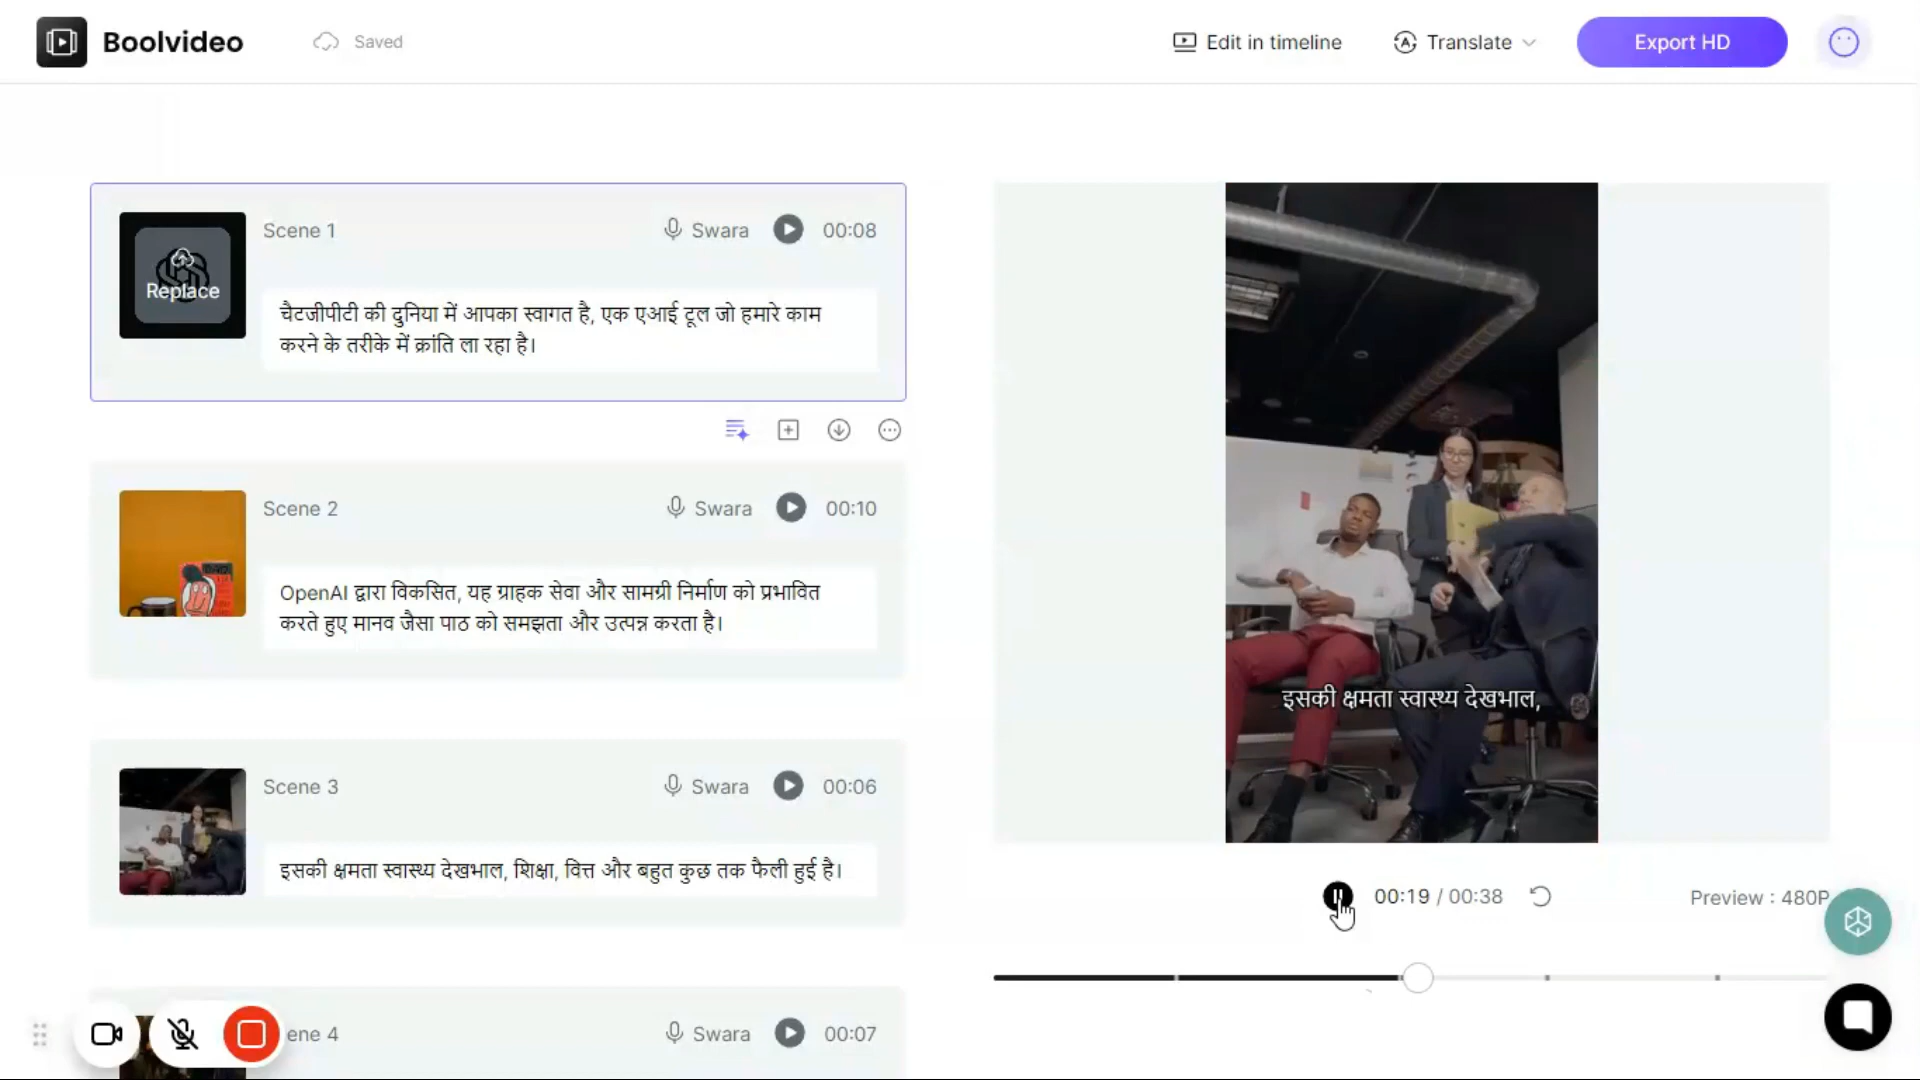 Boolvideo
Saved
Edit in timeline
Translate
Export HD
Scene 1
Swara
00:08
Replace
चैटजीपीटी की दुनिया में आपका स्वागत है, एक एआई टूल जो हमारे काम
करने के तरीके में क्रांति ला रहा है।
Scene 2
Swara
00:10
OpenAI द्वारा विकसित, यह ग्राहक सेवा और सामग्री निर्माण को प्रभावित
करते हुए मानव जैसा पाठ को समझता और उत्पन्न करता है।
Scene 3
Swara
00:06
इसकी क्षमता स्वास्थ्य देखभाल, शिक्षा, वित्त और बहुत कुछ तक फैली हुई है।
ene 4
Swara
00:07
इसकी क्षमता स्वास्थ्य देखभाल,
00:19 / 00:38
Preview : 480P